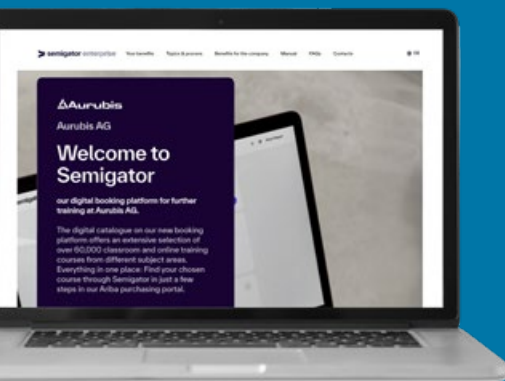 semigator enterprise Your benefits Topics & process Benefits for the company Manual FAQs Contacts
Aurubis
Aurubis AG
Welcome to
Semigator
our digital booking platform for further
training at Aurubis AG.
The digital catalogue on our new booking
platform offers an extensive selection of
over 60,000 classroom and online training
courses from different subject areas.
Everything in one place: Find your chosen
course through Semigator in just a few
steps in our Ariba purchasing portal.